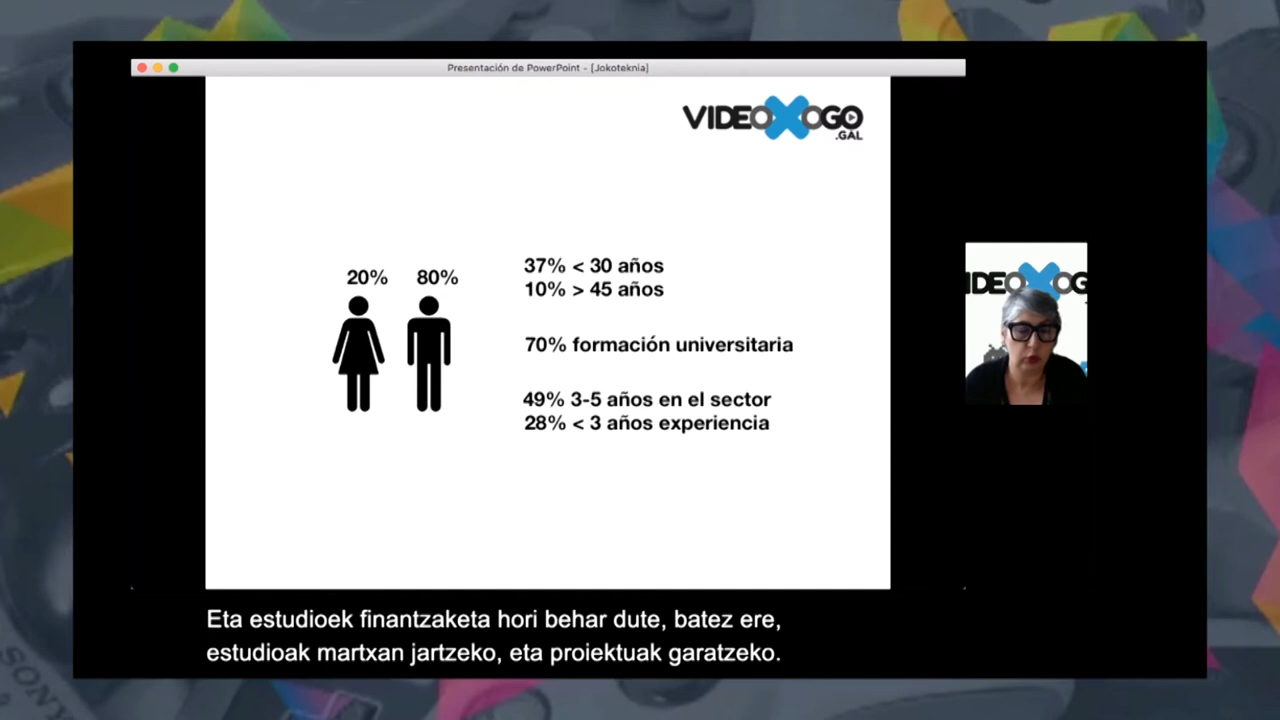 Presentación de PowerPoint - [Jokoteknia]
VIDEOXOGO
.GAL
20% 80%
37% < 30 años
10% > 45 años
70% formación universitaria
49% 3-5 años en el sector
28% < 3 años experiencia
IDEOXOG
Eta estudioek finantzaketa hori behar dute, batez ere,
estudioak martxan jartzeko, eta proiektuak garatzeko.
SONY